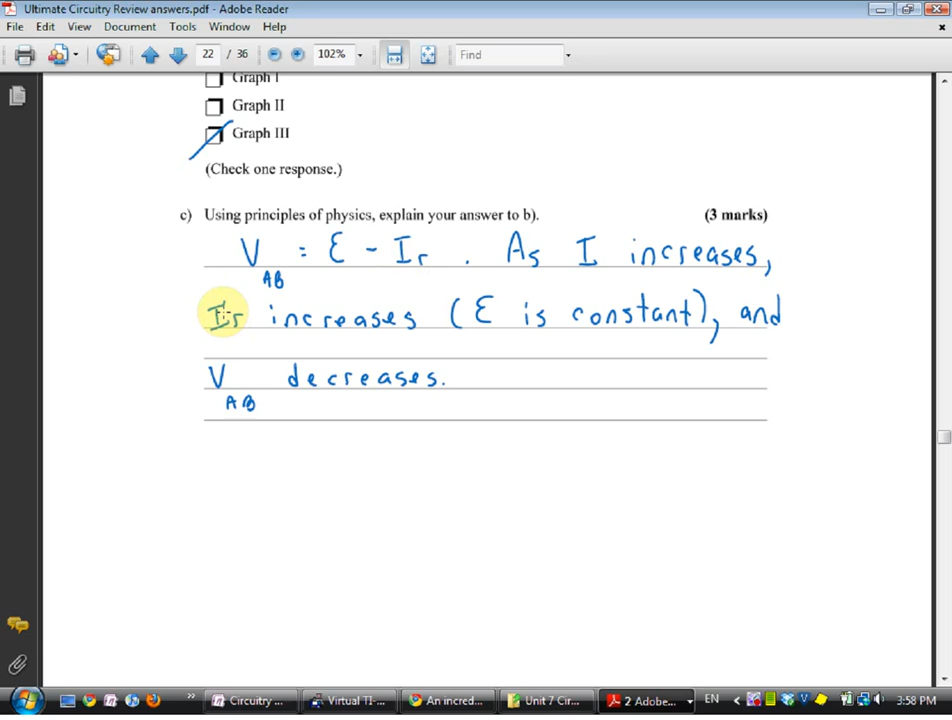 Ultimate Circuitry Review answers.pdf - Adobe Reader
File Edit View Document Tools Window Help
22 / 36 102% Find
Graph I
Graph II
Graph III
(Check one response.)
c) Using principles of physics, explain your answer to b). (3 marks)
V_AB = ε - Ir. As I increases,
Ir increases (ε is constant), and
V_AB decreases.
» Circuitry ... Virtual TI-... An incred... Unit 7 Cir... 2 Adobe... EN 3:58 PM